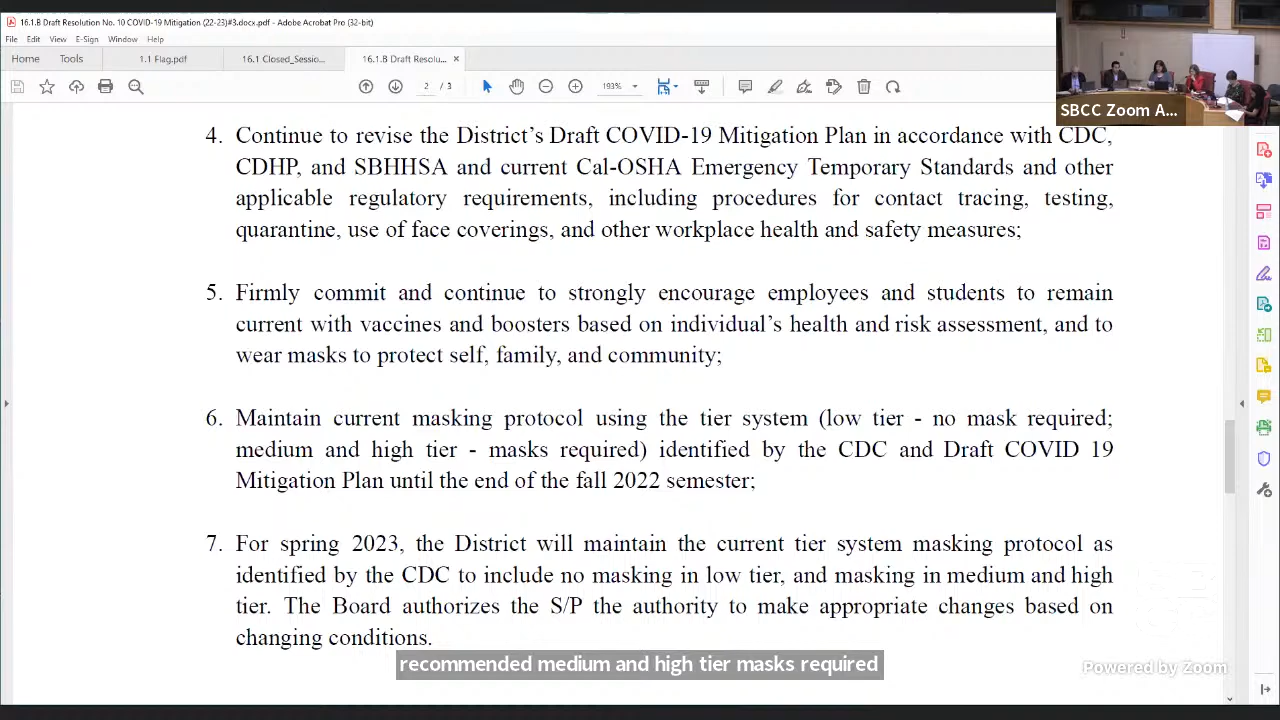 16.1.B Draft Resolution No. 10 COVID-19 Mitigation (22-23)#3.docx.pdf - Adobe Acrobat Pro (32-bit)
File Edit View E-Sign Window Help
Home Tools 1.1 Flag.pdf 16.1 Closed_Sessio... 16.1.B Draft Resolu... ×
2 / 3 193%
SBCC Zoom A...
4. Continue to revise the District's Draft COVID-19 Mitigation Plan in accordance with CDC,
CDHP, and SBHHSA and current Cal-OSHA Emergency Temporary Standards and other
applicable regulatory requirements, including procedures for contact tracing, testing,
quarantine, use of face coverings, and other workplace health and safety measures;
5. Firmly commit and continue to strongly encourage employees and students to remain
current with vaccines and boosters based on individual's health and risk assessment, and to
wear masks to protect self, family, and community;
6. Maintain current masking protocol using the tier system (low tier - no mask required;
medium and high tier - masks required) identified by the CDC and Draft COVID 19
Mitigation Plan until the end of the fall 2022 semester;
7. For spring 2023, the District will maintain the current tier system masking protocol as
identified by the CDC to include no masking in low tier, and masking in medium and high
tier. The Board authorizes the S/P the authority to make appropriate changes based on
changing conditions.
recommended medium and high tier masks required
Powered by Zoom